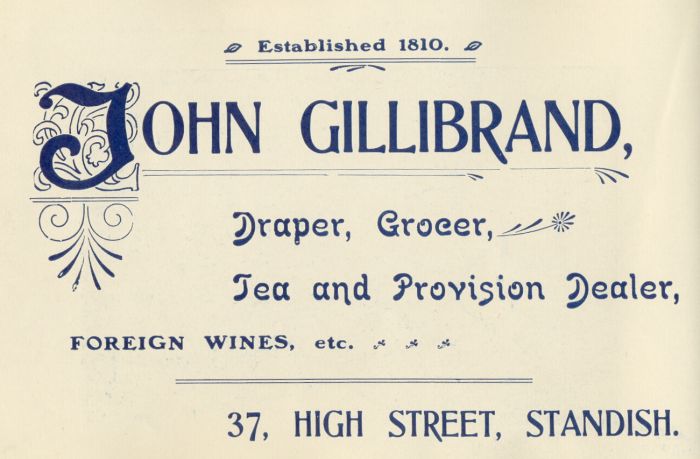 Established 1810.
JOHN GILLIBRAND,
Draper, Grocer,
Tea and Provision Dealer,
FOREIGN WINES, etc.
37, HIGH STREET, STANDISH.